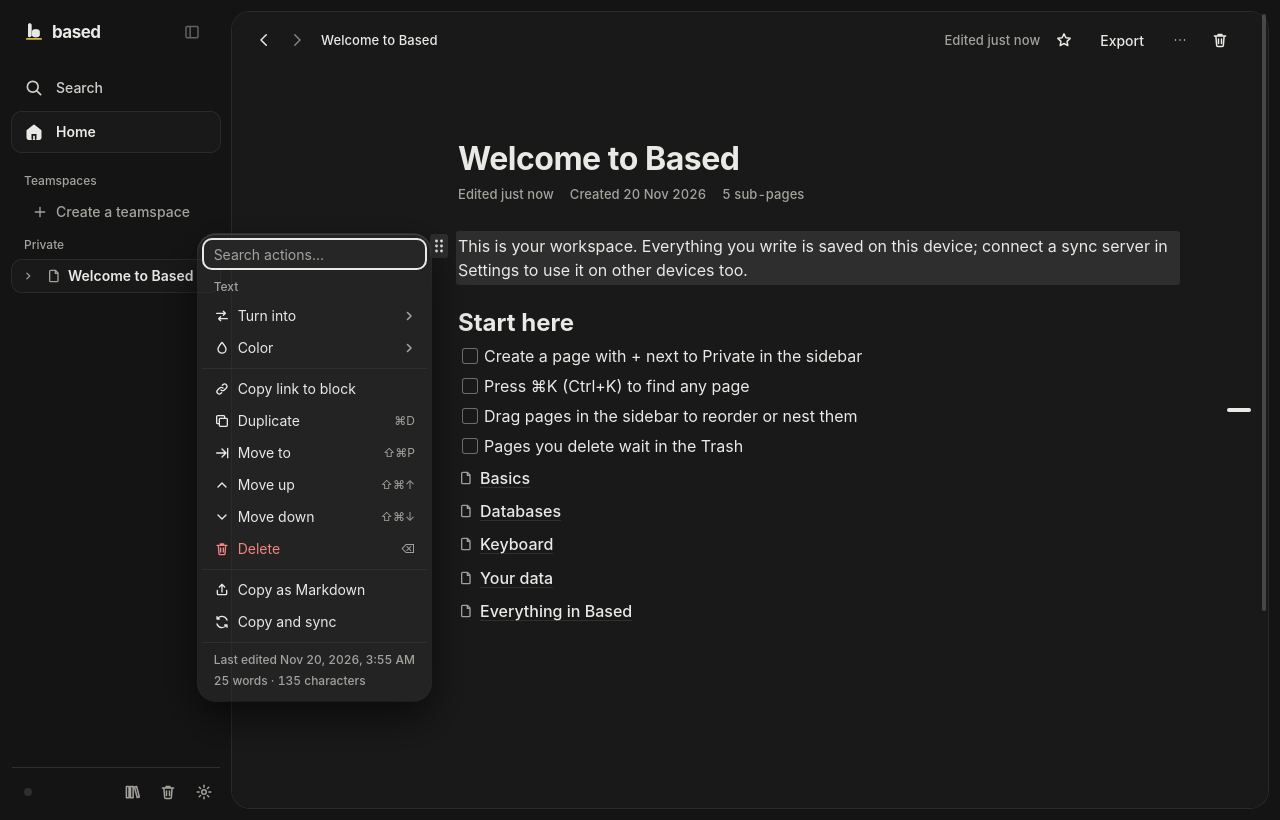 based
Search
Home
Teamspaces
Create a teamspace
Private
Welcome to Based
Welcome to Based
Edited just now
Export
Welcome to Based
Edited just now Created 20 Nov 2026 5 sub-pages
This is your workspace. Everything you write is saved on this device; connect a sync server in
Settings to use it on other devices too.
Start here
Create a page with + next to Private in the sidebar
Press ⌘K (Ctrl+K) to find any page
Drag pages in the sidebar to reorder or nest them
Pages you delete wait in the Trash
Basics
Databases
Keyboard
Your data
Everything in Based
Search actions...
Text
Turn into
Color
Copy link to block
Duplicate ⌘D
Move to ⇧⌘P
Move up ⇧⌘↑
Move down ⇧⌘↓
Delete ⌫
Copy as Markdown
Copy and sync
Last edited Nov 20, 2026, 3:55 AM
25 words · 135 characters